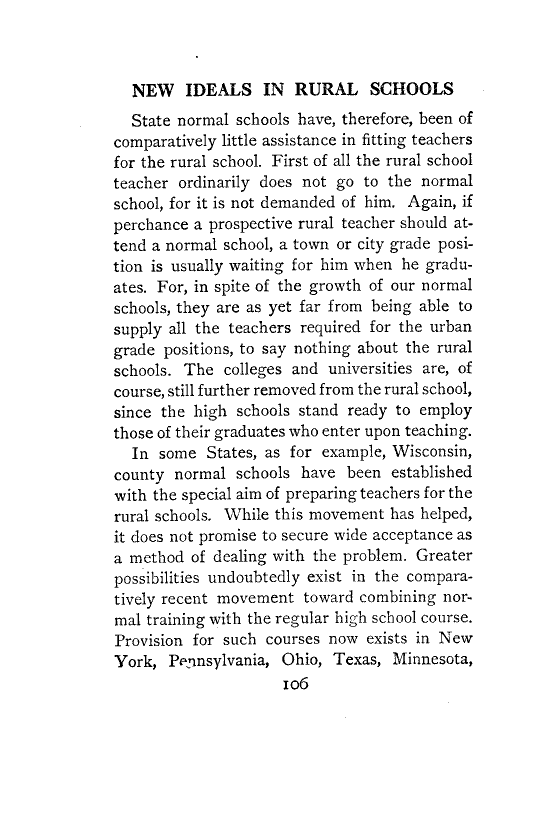 NEW IDEALS IN RURAL SCHOOLS
State normal schools have, therefore, been of
comparatively little assistance in fitting teachers
for the rural school. First of all the rural school
teacher ordinarily does not go to the normal
school, for it is not demanded of him. Again, if
perchance a prospective rural teacher should at-
tend a normal school, a town or city grade posi-
tion is usually waiting for him when he gradu-
ates. For, in spite of the growth of our normal
schools, they are as yet far from being able to
supply all the teachers required for the urban
grade positions, to say nothing about the rural
schools. The colleges and universities are, of
course, still further removed from the rural school,
since the high schools stand ready to employ
those of their graduates who enter upon teaching.
In some States, as for example, Wisconsin,
county normal schools have been established
with the special aim of preparing teachers for the
rural schools. While this movement has helped,
it does not promise to secure wide acceptance as
a method of dealing with the problem. Greater
possibilities undoubtedly exist in the compara-
tively recent movement toward combining nor-
mal training with the regular high school course.
Provision for such courses now exists in New
York, Pennsylvania, Ohio, Texas, Minnesota,
106